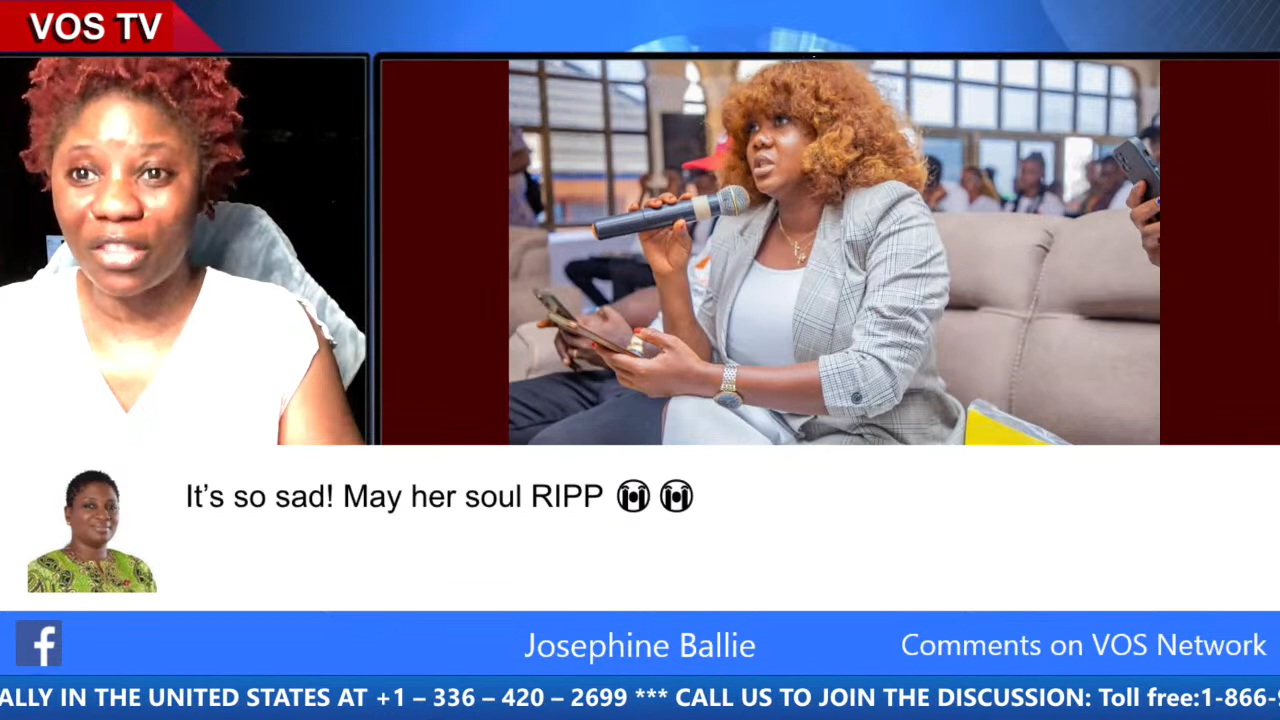 VOS TV
It’s so sad! May her soul RIPP 😭 😭
Josephine Ballie
Comments on VOS Network
ALLY IN THE UNITED STATES AT +1 – 336 – 420 – 2699 *** CALL US TO JOIN THE DISCUSSION: Toll free:1-866-